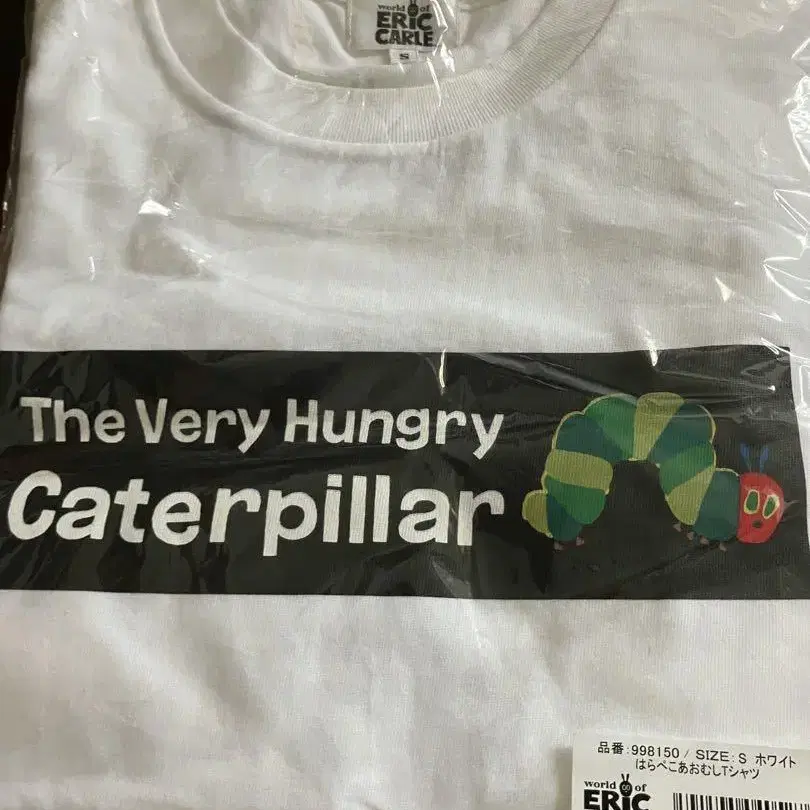 world of
ERIC
CARLE
S
The Very Hungry
Caterpillar
品番:998150 / SIZE:S ホワイト
はらぺこあおむしTシャツ
world of
ERIC